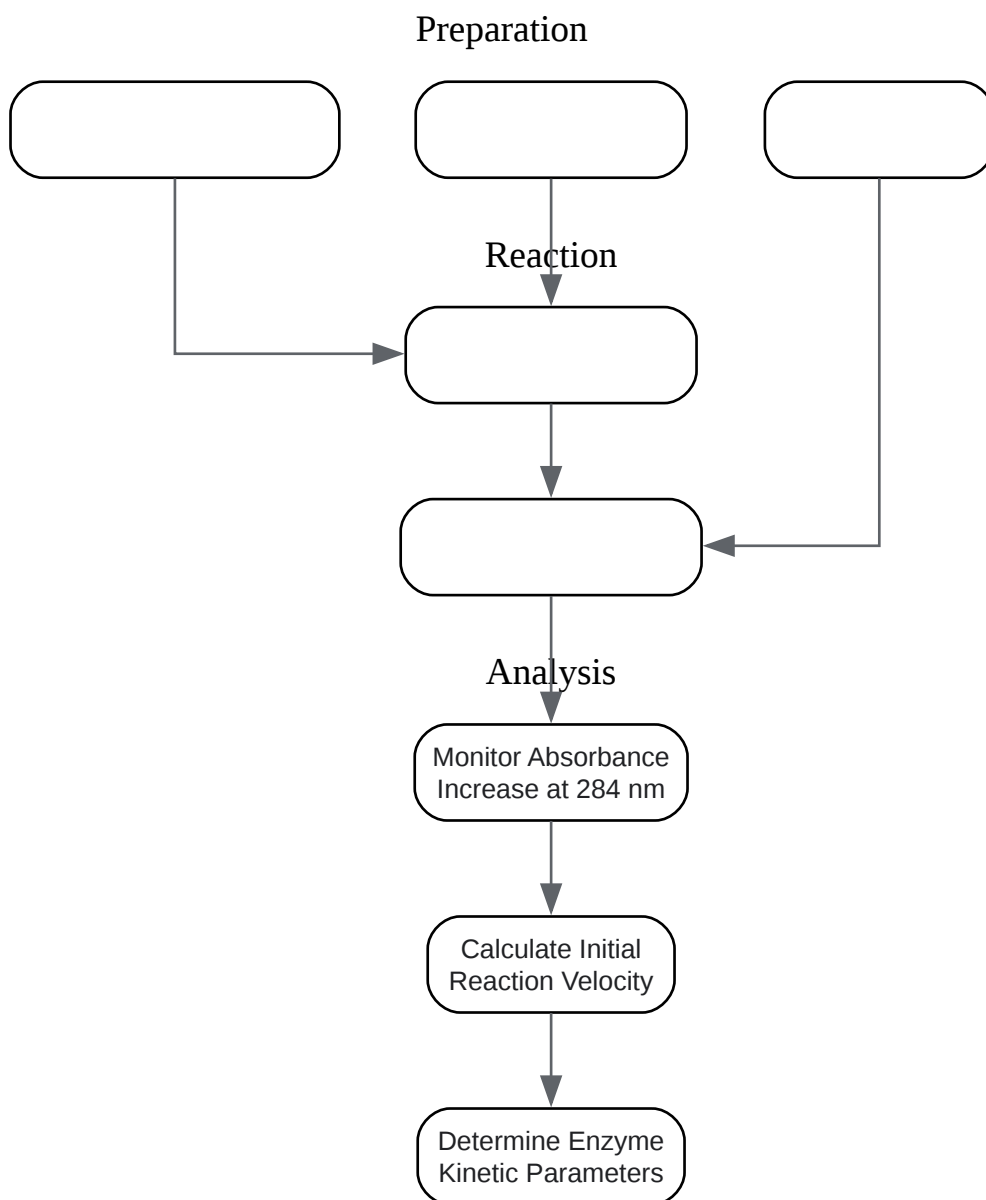 Preparation
Reaction
Analysis
Monitor Absorbance
Increase at 284 nm
Calculate Initial
Reaction Velocity
Determine Enzyme
Kinetic Parameters